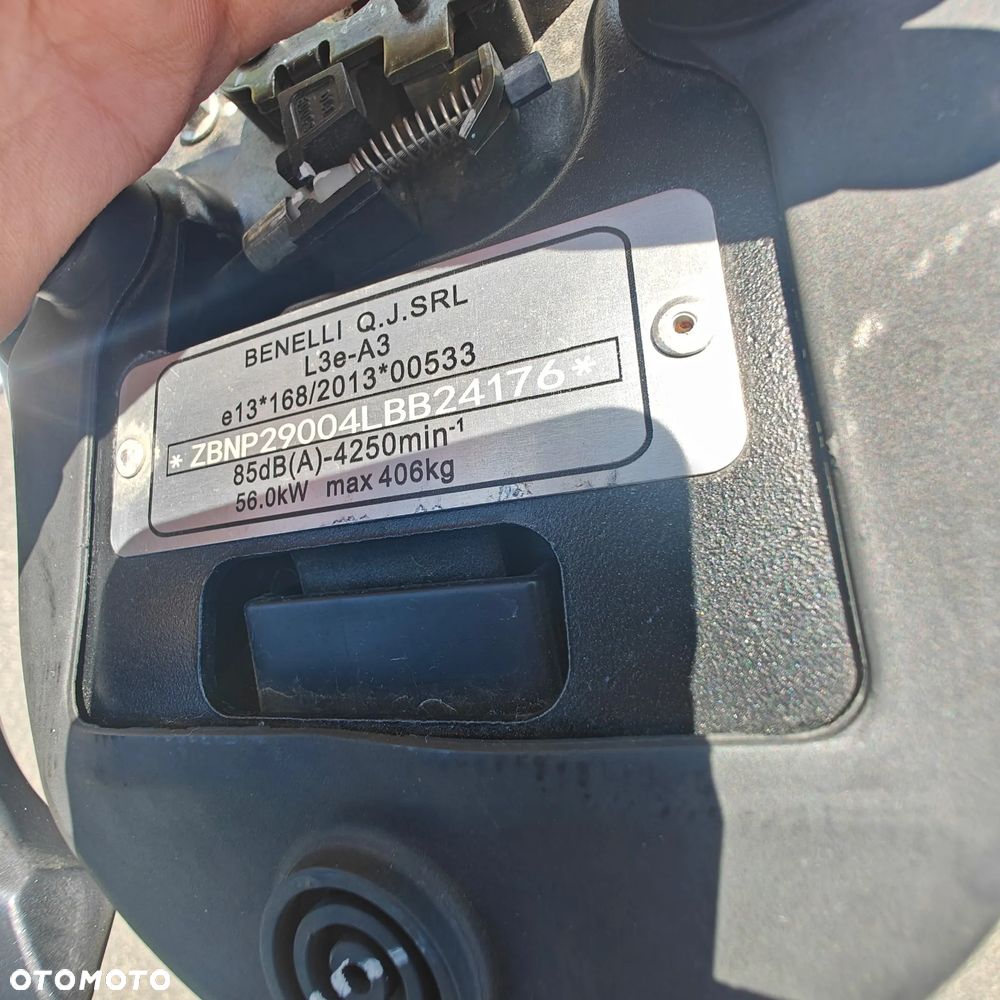 BENELLI Q.J.SRL
L3e-A3
e13*168/2013*00533
*ZBNP29004LBB24176*
85dB(A)-4250min-1
56.0kW max 406kg
OTOMOTO